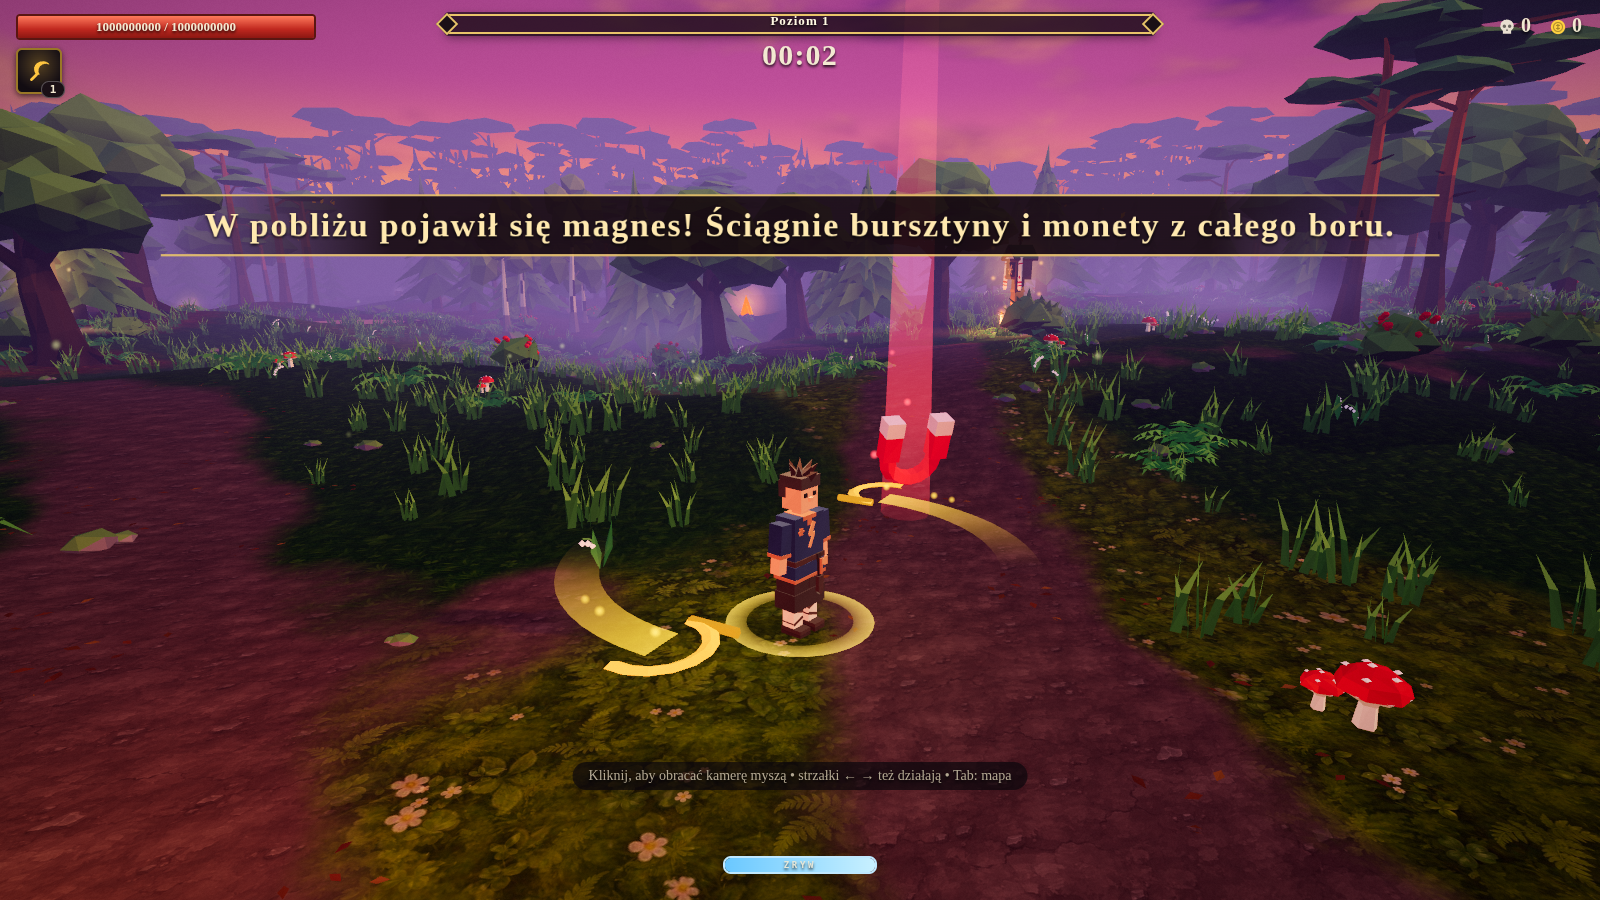 1000000000 / 1000000000
Poziom 1
0
0
00:02
1
W pobliżu pojawił się magnes! Ściągnie bursztyny i monety z całego boru.
Kliknij, aby obracać kamerę myszą • strzałki ← → też działają • Tab: mapa
ZRYW